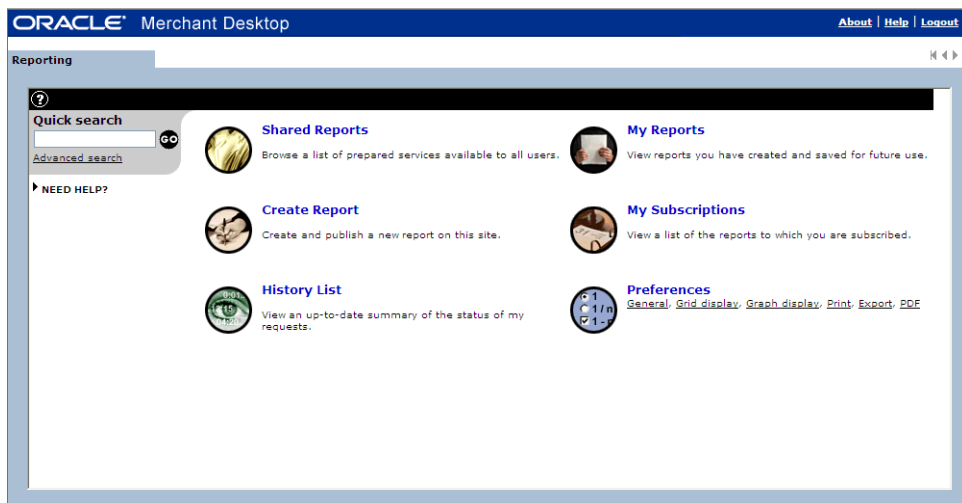 ORACLE® Merchant Desktop
About | Help | Logout
Reporting
?
Quick search
GO
Advanced search
NEED HELP?
Shared Reports
Browse a list of prepared services available to all users.
My Reports
View reports you have created and saved for future use.
Create Report
Create and publish a new report on this site.
My Subscriptions
View a list of the reports to which you are subscribed.
History List
View an up-to-date summary of the status of my
requests.
Preferences
General, Grid display, Graph display, Print, Export, PDF
1
1/n